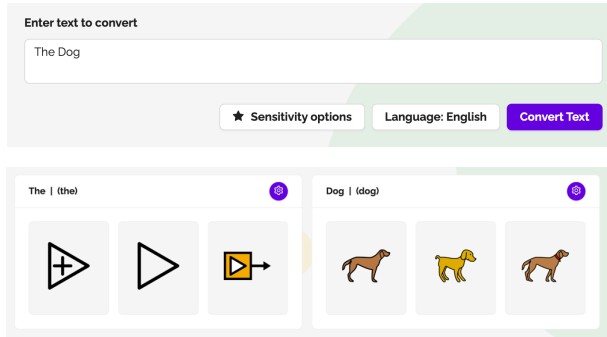 Enter text to convert
The Dog
★ Sensitivity options
Language: English
Convert Text
The | (the)
Dog | (dog)